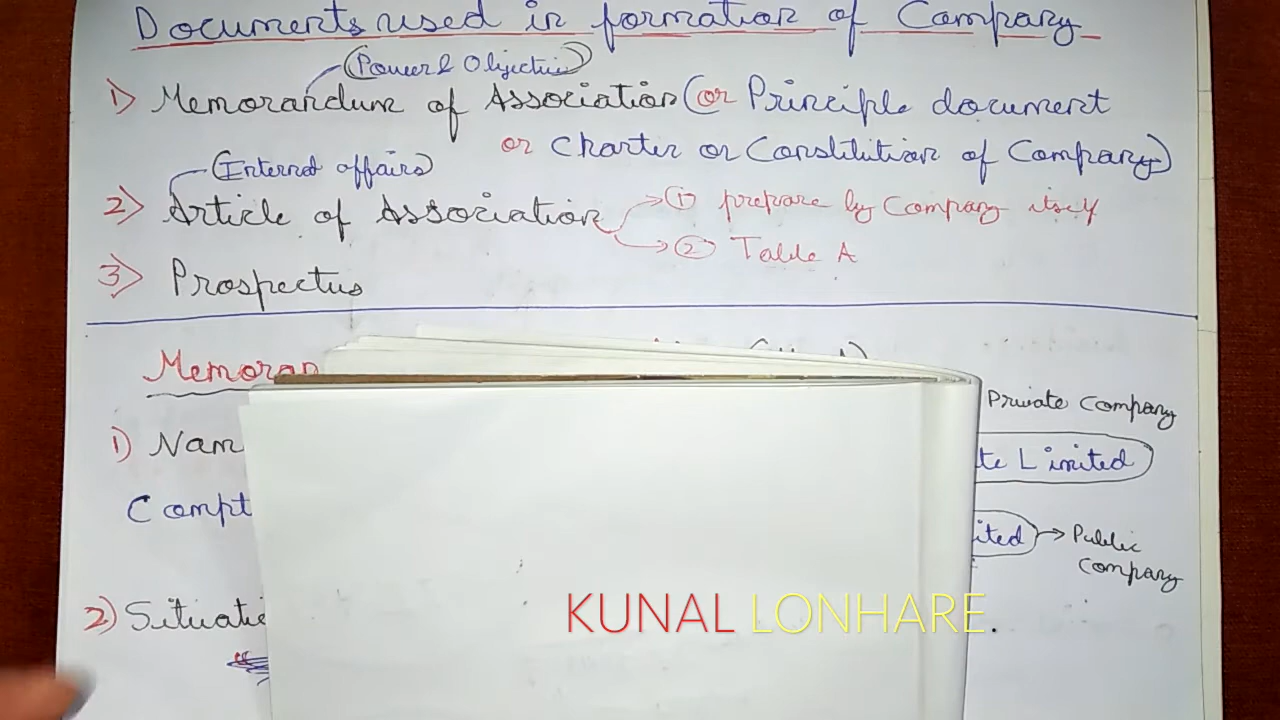 Documents used in formation of Company
(Power & Objective)
1) Memorandum of Association (or Principle document
or Charter or Constitution of Company)
(Internal affairs)
2) Article of Association
① prepare by Company itself
② Table A
3) Prospectus
Memoran
Private Company
1) Nam
te Limited
Compt
ited → Public
Company
2) Situatio
KUNAL LONHARE.